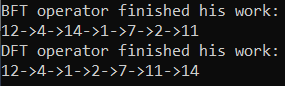 BFT operator finished his work:
12->4->14->1->7->2->11
DFT operator finished his work:
12->4->1->2->7->11->14